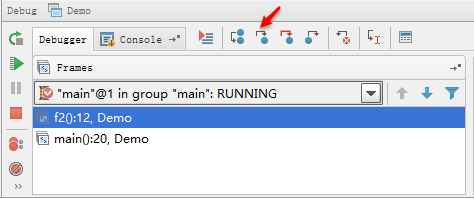 Debug Demo
Debugger Console
Frames
"main"@1 in group "main": RUNNING
f2():12, Demo
main():20, Demo